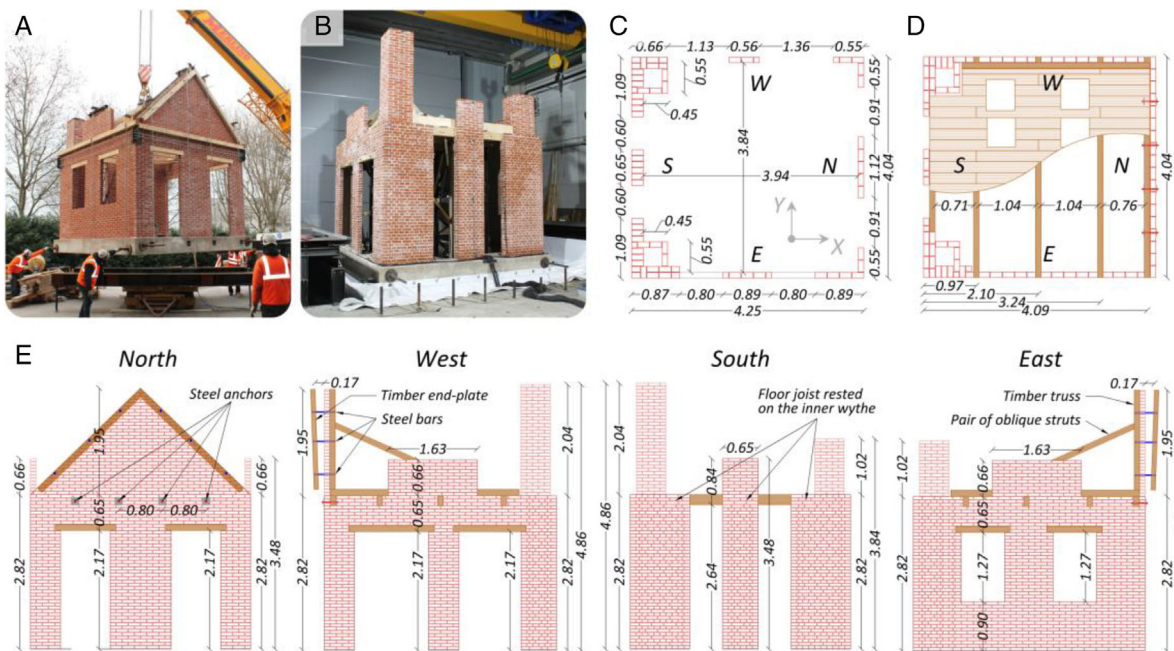 A
B
C
D
0.66 1.13 0.56 1.36 0.55
1.09
0.60
0.65
0.60
1.09
0.55
0.45
0.45
0.55
W
S
N
E
3.84
3.94
Y
X
0.55
0.91
1.12
0.91
0.55
4.04
0.87 0.80 0.89 0.80 0.89
4.25
W
S
N
E
0.71 1.04 1.04 0.76
4.04
0.97
2.10
3.24
4.09
E
North
Steel anchors
1.95
0.66
0.66
0.65
0.80 0.80
2.82
2.17
2.17
2.82
3.48
West
0.17
Timber end-plate
Steel bars
1.95
1.63
0.66
0.65
2.82
2.17
2.17
2.04
2.82
4.86
South
Floor joist rested
on the inner wythe
0.65
2.04
4.86
0.84
1.02
2.82
2.64
3.48
2.82
3.84
East
0.17
Timber truss
Pair of oblique struts
1.63
1.95
1.02
0.66
0.65
2.82
1.27
1.27
0.90
2.82